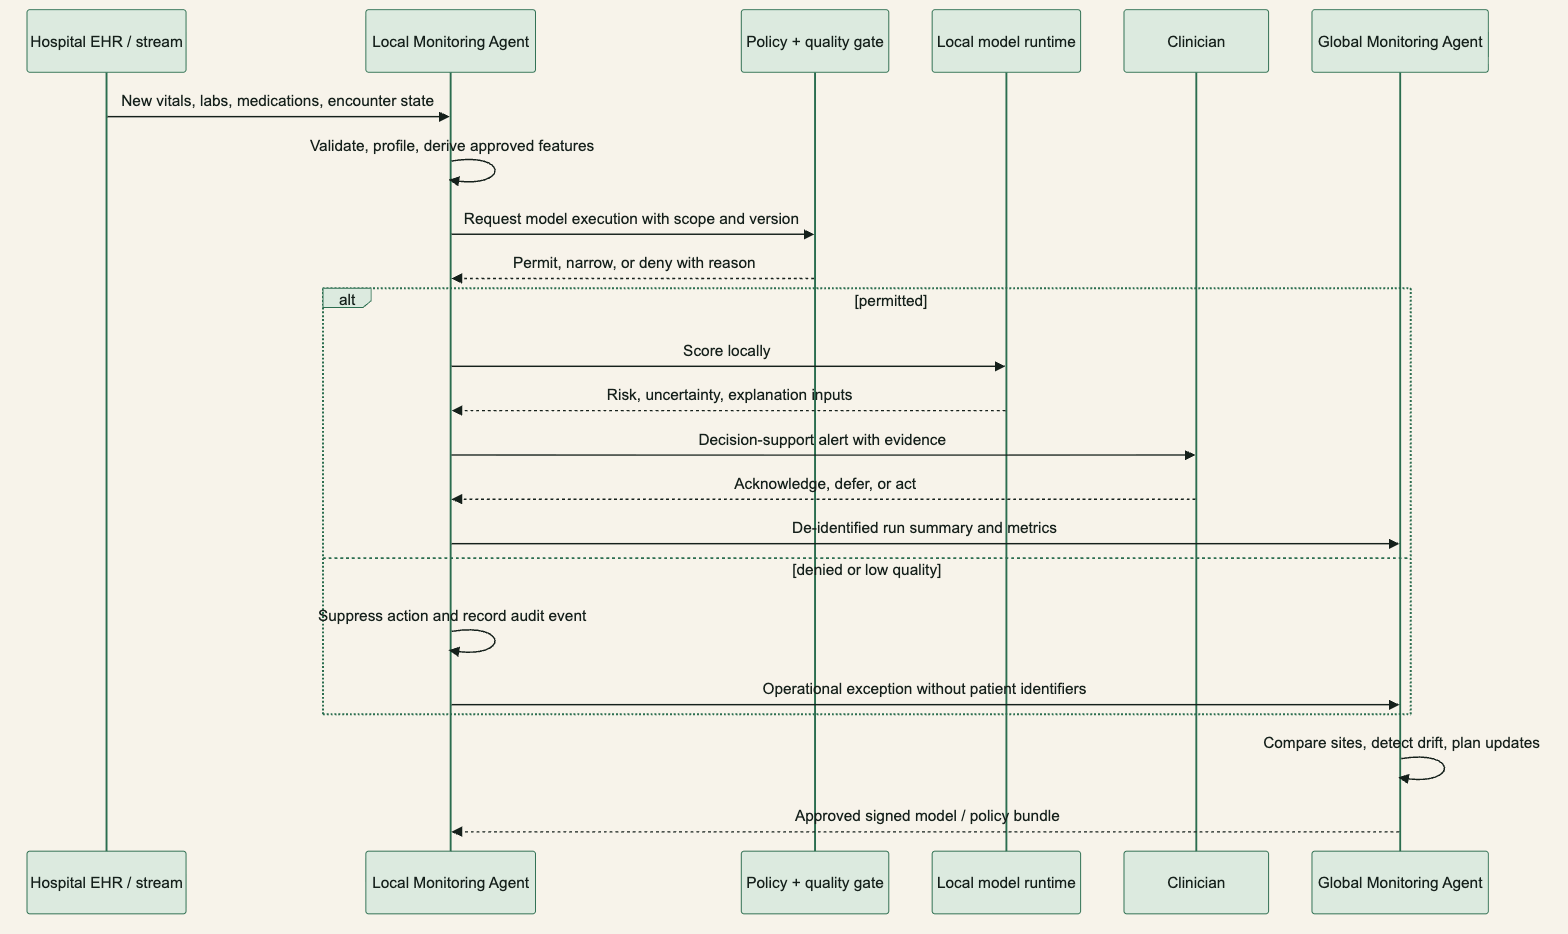 Hospital EHR / stream
Local Monitoring Agent
Policy + quality gate
Local model runtime
Clinician
Global Monitoring Agent
New vitals, labs, medications, encounter state
Validate, profile, derive approved features
Request model execution with scope and version
Permit, narrow, or deny with reason
alt
[permitted]
Score locally
Risk, uncertainty, explanation inputs
Decision-support alert with evidence
Acknowledge, defer, or act
De-identified run summary and metrics
[denied or low quality]
Suppress action and record audit event
Operational exception without patient identifiers
Compare sites, detect drift, plan updates
Approved signed model / policy bundle
Hospital EHR / stream
Local Monitoring Agent
Policy + quality gate
Local model runtime
Clinician
Global Monitoring Agent